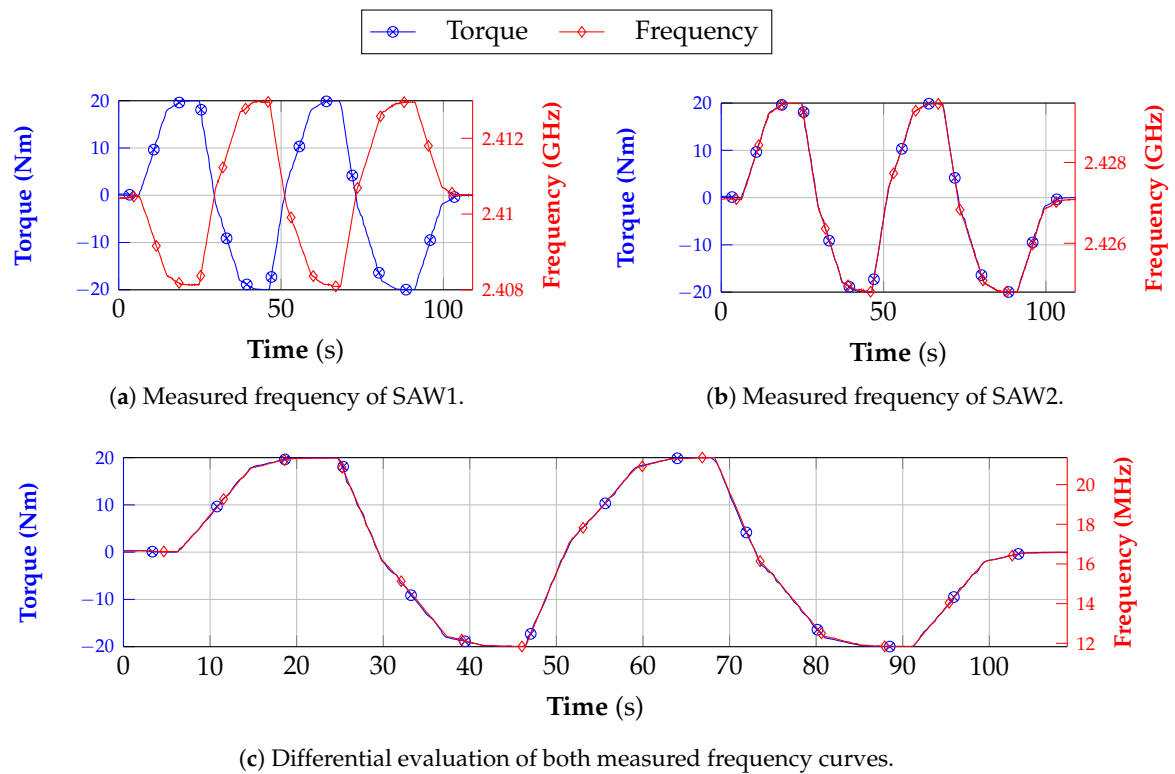 Torque Frequency
20
10
0
−10
−20
Torque (Nm)
2.412
2.41
2.408
Frequency (GHz)
0 50 100
Time (s)
(a) Measured frequency of SAW1.
20
10
0
−10
−20
Torque (Nm)
2.428
2.426
Frequency (GHz)
0 50 100
Time (s)
(b) Measured frequency of SAW2.
20
10
0
−10
−20
Torque (Nm)
20
18
16
14
12
Frequency (MHz)
0 10 20 30 40 50 60 70 80 90 100
Time (s)
(c) Differential evaluation of both measured frequency curves.